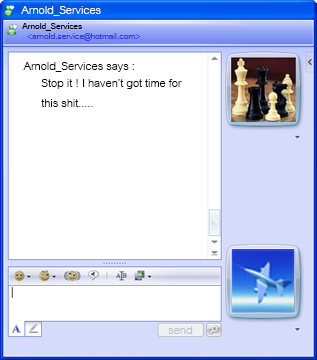 Arnold_Services
Arnold_Services
<arnold.service@hotmail.com>
Arnold_Services says :
Stop it ! I haven't got time for
this shit.....
A
send